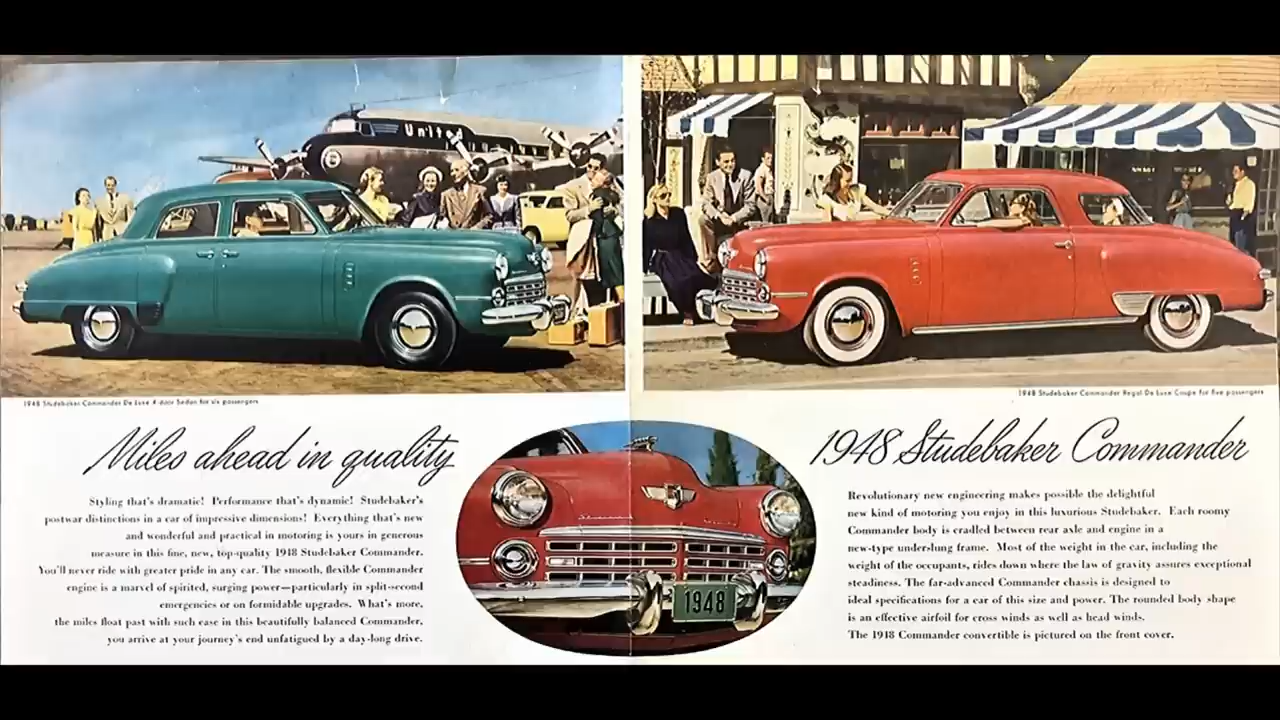 United
1948 Studebaker Commander De Luxe 4-door Sedan for six passengers
1948 Studebaker Commander Regal De Luxe Coupe for five passengers
Miles ahead in quality
Styling that's dramatic! Performance that's dynamic! Studebaker's
postwar distinctions in a car of impressive dimensions! Everything that's new
and wonderful and practical in motoring is yours in generous
measure in this fine, new, top-quality 1948 Studebaker Commander.
You'll never ride with greater pride in any car. The smooth, flexible Commander
engine is a marvel of spirited, surging power—particularly in split-second
emergencies or on formidable upgrades. What's more,
the miles float past with such ease in this beautifully balanced Commander,
you arrive at your journey's end unfatigued by a day-long drive.
1948
1948 Studebaker Commander
Revolutionary new engineering makes possible the delightful
new kind of motoring you enjoy in this luxurious Studebaker. Each roomy
Commander body is cradled between rear axle and engine in a
new-type underslung frame. Most of the weight in the car, including the
weight of the occupants, rides down where the law of gravity assures exceptional
steadiness. The far-advanced Commander chassis is designed to
ideal specifications for a car of this size and power. The rounded body shape
is an effective airfoil for cross winds as well as head winds.
The 1948 Commander convertible is pictured on the front cover.